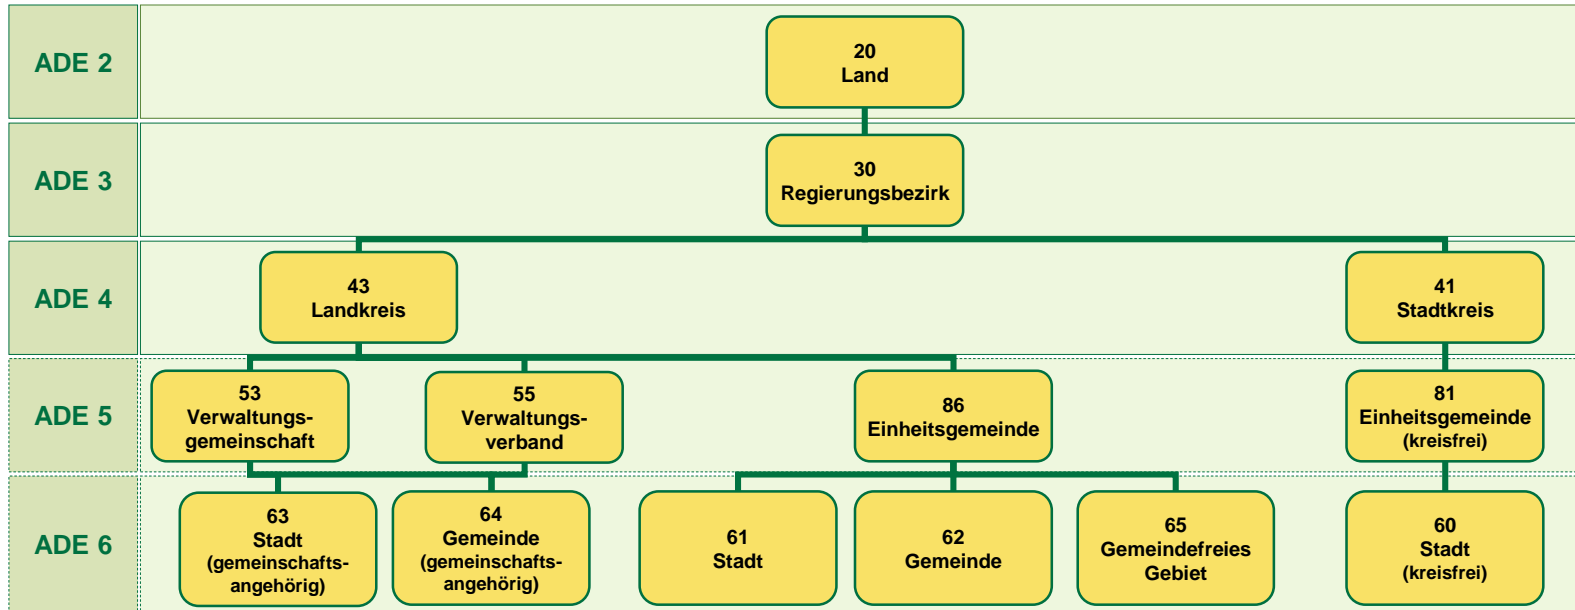 ADE 2
20
Land
ADE 3
30
Regierungsbezirk
ADE 4
43
Landkreis
41
Stadtkreis
ADE 5
53
Verwaltungs-
gemeinschaft
55
Verwaltungs-
verband
86
Einheitsgemeinde
81
Einheitsgemeinde
(kreisfrei)
ADE 6
63
Stadt
(gemeinschafts-
angehörig)
64
Gemeinde
(gemeinschafts-
angehörig)
61
Stadt
62
Gemeinde
65
Gemeindefreies
Gebiet
60
Stadt
(kreisfrei)